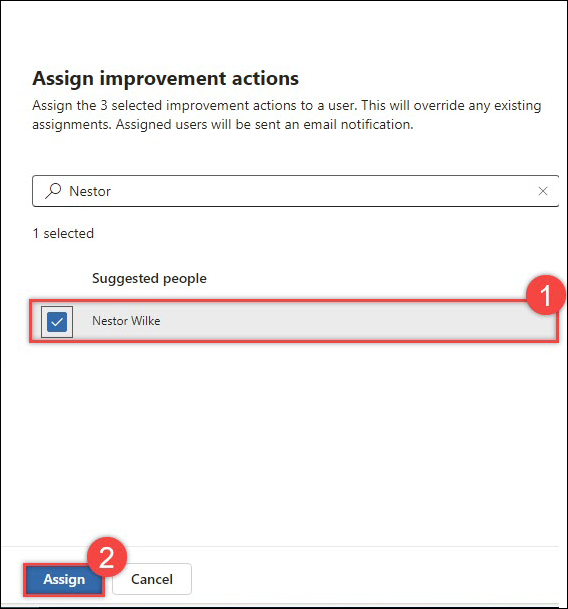 Assign improvement actions
Assign the 3 selected improvement actions to a user. This will override any existing
assignments. Assigned users will be sent an email notification.
Nestor
1 selected
Suggested people
1
Nestor Wilke
2
Assign
Cancel